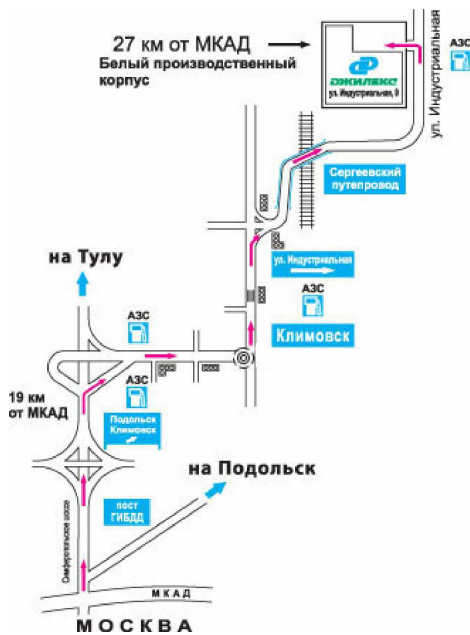 27 км от МКАД
Белый производственный
корпус
ДЖИЛЕКС
ул. Индустриальная, 9
ул. Индустриальная
АЗС
Сергеевский
путепровод
на Тулу
ул. Индустриальная
АЗС
АЗС
Климовск
19 км
от МКАД
АЗС
Подольск
Климовск
на Подольск
пост
ГИБДД
Симферопольское шоссе
МКАД
МОСКВА